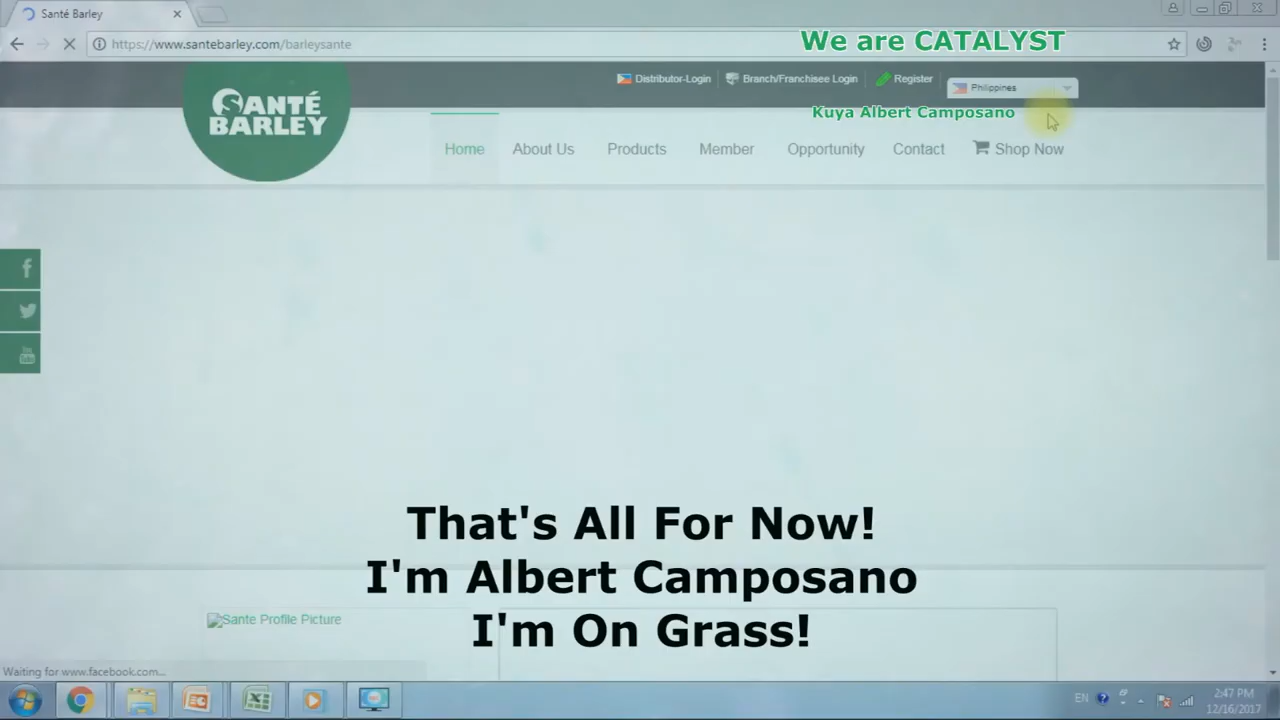 Santé Barley
https://www.santebarley.com/barleysante
We are CATALYST
Distributor-Login
Branch/Franchisee Login
Register
Philippines
SANTÉ
BARLEY
Kuya Albert Camposano
Home
About Us
Products
Member
Opportunity
Contact
Shop Now
That's All For Now!
I'm Albert Camposano
Sante Profile Picture
I'm On Grass!
Waiting for www.facebook.com...
EN
2:47 PM
12/16/2017